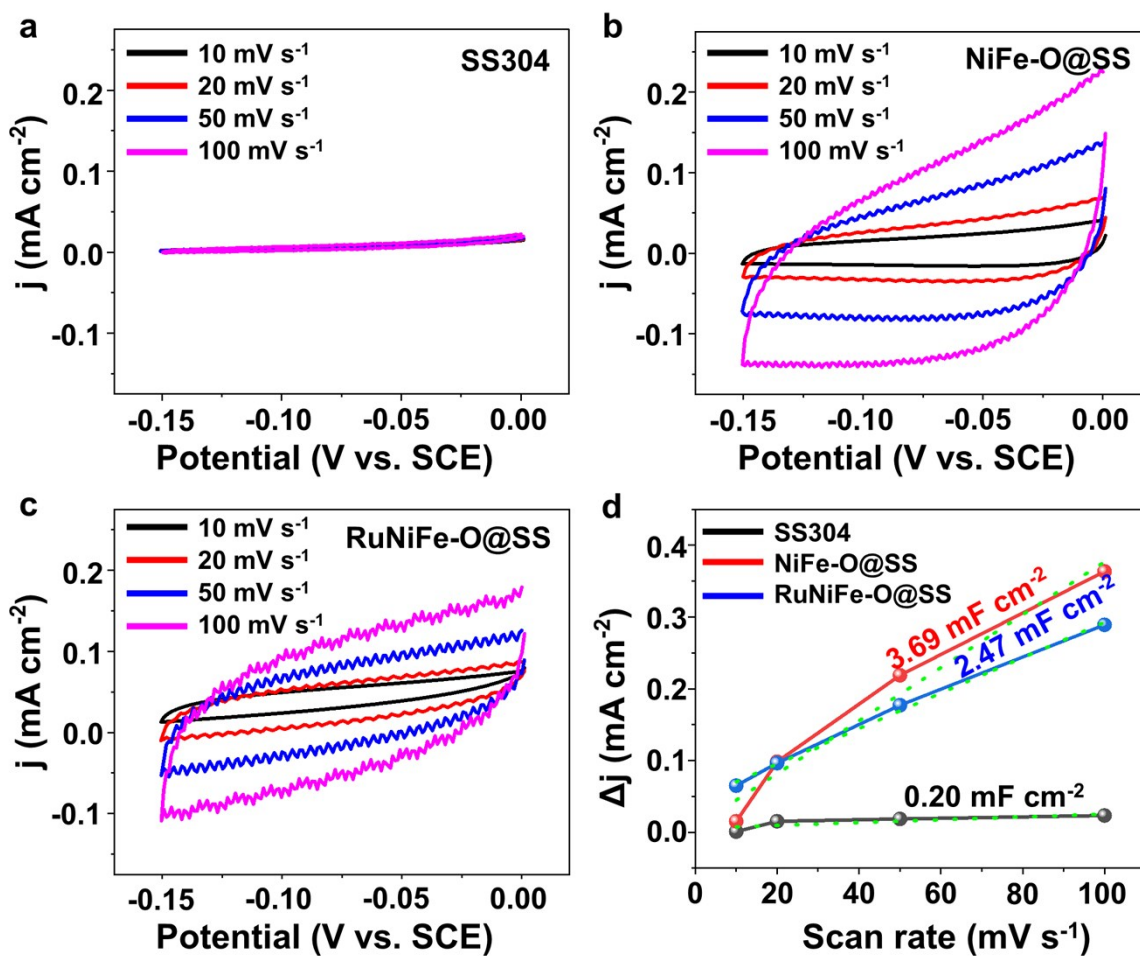 a
SS304
10 mV s⁻¹
20 mV s⁻¹
50 mV s⁻¹
100 mV s⁻¹
0.2
0.1
0.0
-0.1
j (mA cm⁻²)
-0.15 -0.10 -0.05 0.00
Potential (V vs. SCE)
b
NiFe-O@SS
10 mV s⁻¹
20 mV s⁻¹
50 mV s⁻¹
100 mV s⁻¹
0.2
0.1
0.0
-0.1
j (mA cm⁻²)
-0.15 -0.10 -0.05 0.00
Potential (V vs. SCE)
c
RuNiFe-O@SS
10 mV s⁻¹
20 mV s⁻¹
50 mV s⁻¹
100 mV s⁻¹
0.2
0.1
0.0
-0.1
j (mA cm⁻²)
-0.15 -0.10 -0.05 0.00
Potential (V vs. SCE)
d
SS304
NiFe-O@SS
RuNiFe-O@SS
3.69 mF cm⁻²
2.47 mF cm⁻²
0.20 mF cm⁻²
0.4
0.3
0.2
0.1
0.0
Δj (mA cm⁻²)
0 20 40 60 80 100
Scan rate (mV s⁻¹)